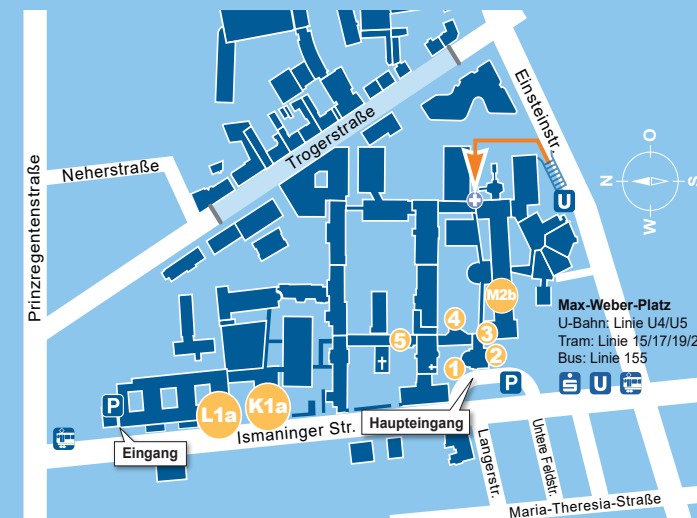 Einsteinstr.
Trogerstraße
Neherstraße
Prinzregentenstraße
O
N
S
W
U
M2b
Max-Weber-Platz
U-Bahn: Linie U4/U5
Tram: Linie 15/17/19/2
Bus: Linie 155
S U
4
3
5
2
1
P
P
L1a
K1a
Haupteingang
Ismaninger Str.
Eingang
Langerstr.
Untere Feldstr.
Maria-Theresia-Straße